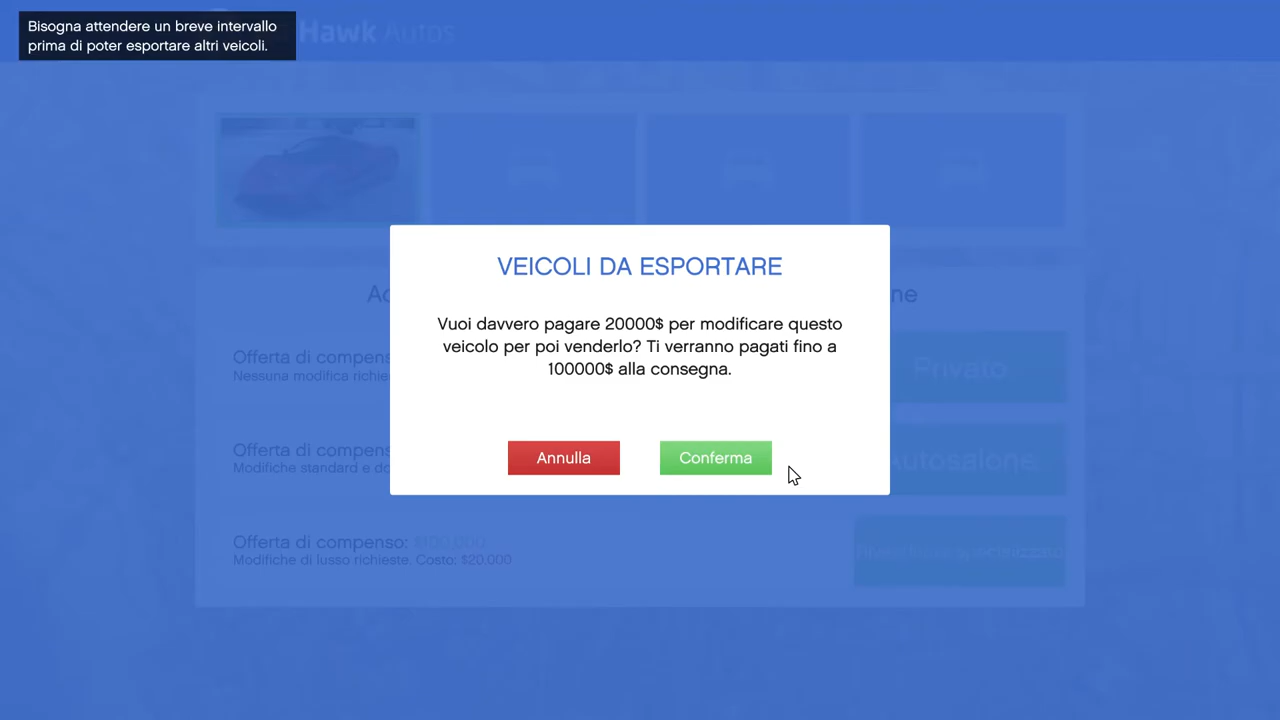 Bisogna attendere un breve intervallo
prima di poter esportare altri veicoli.
Hawk Autos
VEICOLI DA ESPORTARE
Vuoi davvero pagare 20000$ per modificare questo
veicolo per poi venderlo? Ti verranno pagati fino a
100000$ alla consegna.
Annulla
Conferma
Offerta di compens
Nessuna modifica richie
Privato
Offerta di compens
Modifiche standard e do
Autosalone
Offerta di compenso: $100,000
Modifiche di lusso richieste. Costo: $20,000